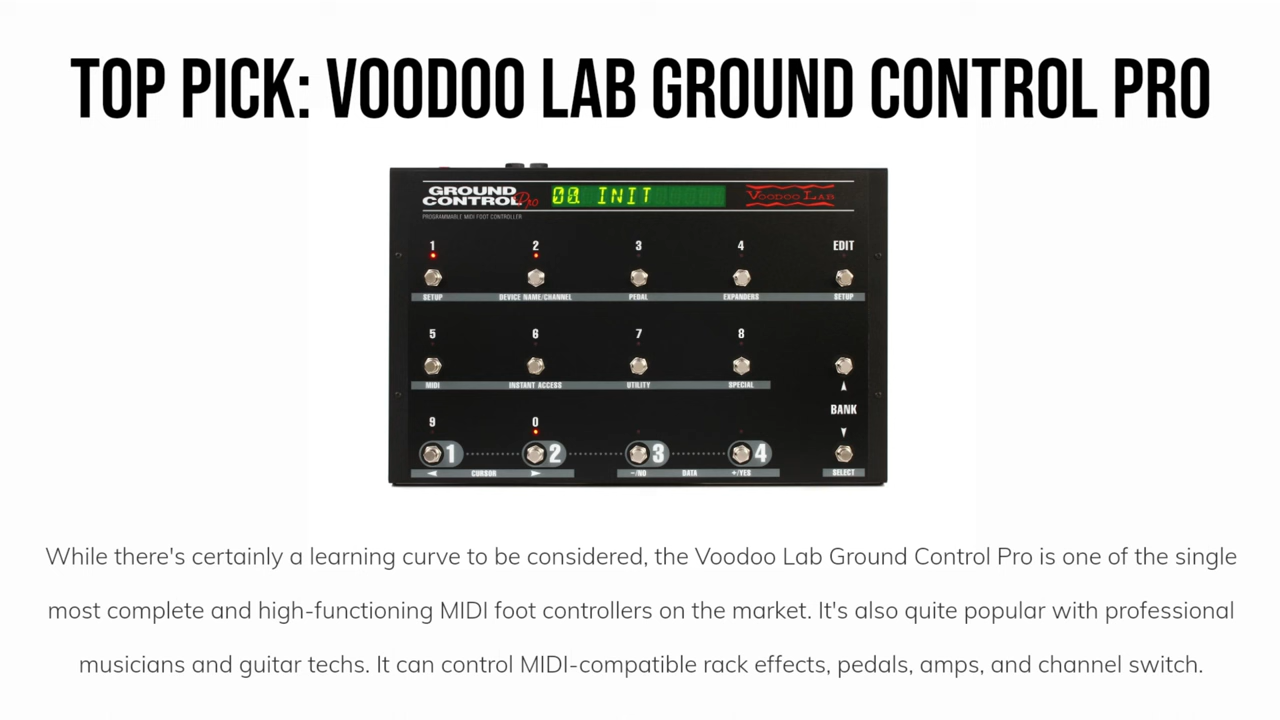 TOP PICK: VOODOO LAB GROUND CONTROL PRO
GROUND CONTROL Pro
00. INIT
VOODOO LAB
PROGRAMMABLE MIDI FOOT CONTROLLER
1 2 3 4 EDIT
SETUP DEVICE NAME/CHANNEL PEDAL EXPANDERS SETUP
5 6 7 8
MIDI INSTANT ACCESS UTILITY SPECIAL
BANK
9 0
1 2 3 4
CURSOR -/NO DATA +/YES SELECT
While there's certainly a learning curve to be considered, the Voodoo Lab Ground Control Pro is one of the single
most complete and high-functioning MIDI foot controllers on the market. It's also quite popular with professional
musicians and guitar techs. It can control MIDI-compatible rack effects, pedals, amps, and channel switch.